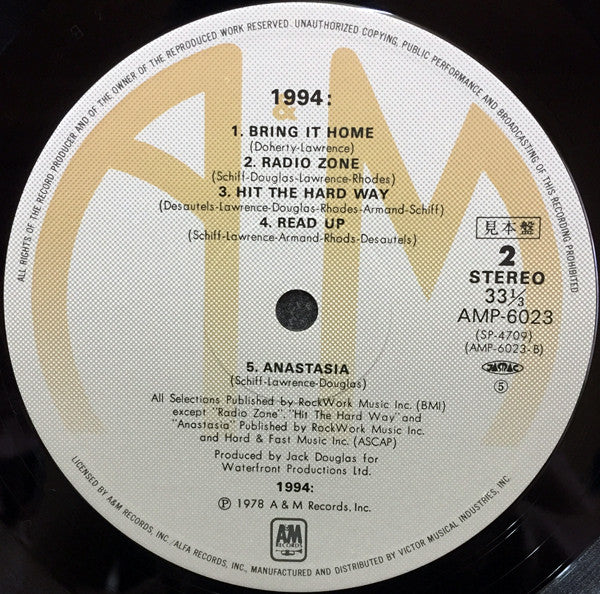 ALL RIGHTS OF THE RECORD PRODUCER AND OF THE OWNER OF THE REPRODUCED WORK RESERVED. UNAUTHORIZED COPYING, PUBLIC PERFORMANCE AND BROADCASTING OF THIS RECORDING PROHIBITED
A&M
1994:
1. BRING IT HOME
(Doherty-Lawrence)
2. RADIO ZONE
(Schiff-Douglas-Lawrence-Rhodes)
3. HIT THE HARD WAY
(Desautels-Lawrence-Douglas-Rhodes-Armand-Schiff)
4. READ UP
(Schiff-Lawrence-Armand-Rhods-Desautels)
見本盤
2
STEREO
33 1/3
AMP-6023
(SP-4709)
(AMP-6023-B)
JASRAC
⑤
5. ANASTASIA
(Schiff-Lawrence-Douglas)
All Selections Published by RockWork Music Inc. (BMI)
except "Radio Zone". "Hit The Hard Way" and
"Anastasia" Published by RockWork Music Inc.
and Hard & Fast Music Inc. (ASCAP)
Produced by Jack Douglas for
Waterfront Productions Ltd.
1994:
℗ 1978 A & M Records, Inc.
A&M
RECORDS
LICENSED BY A&M RECORDS, INC./ALFA RECORDS, INC., MANUFACTURED AND DISTRIBUTED BY VICTOR MUSICAL INDUSTRIES, INC.